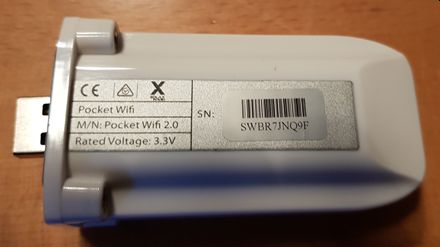 Pocket Wifi
M/N: Pocket Wifi 2.0
Rated Voltage: 3.3V
SN:
SWBR7JNQ9F